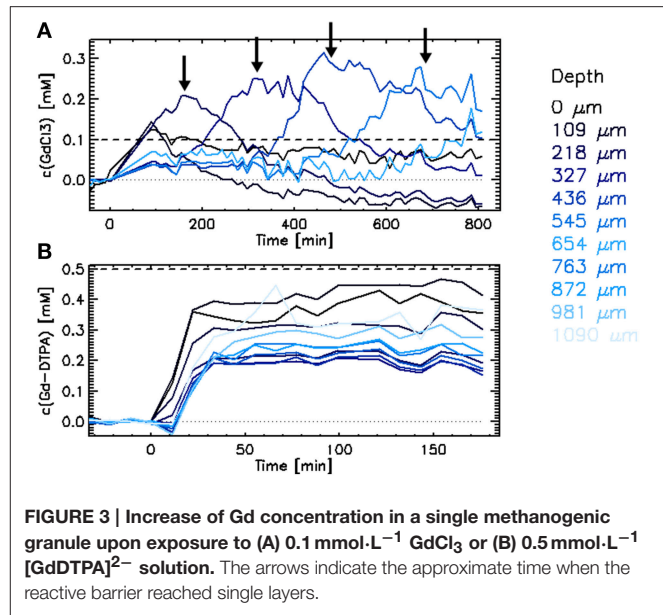 A
c(GdCl3) [mM]
0.3
0.2
0.1
0.0
0
200
400
600
800
Time [min]
B
c(Gd-DTPA) [mM]
0.5
0.4
0.3
0.2
0.1
0.0
0
50
100
150
Time [min]
Depth
0 μm
109 μm
218 μm
327 μm
436 μm
545 μm
654 μm
763 μm
872 μm
981 μm
1090 μm
FIGURE 3 | Increase of Gd concentration in a single methanogenic
granule upon exposure to (A) 0.1 mmol·L⁻¹ GdCl₃ or (B) 0.5 mmol·L⁻¹
[GdDTPA]²⁻ solution. The arrows indicate the approximate time when the
reactive barrier reached single layers.